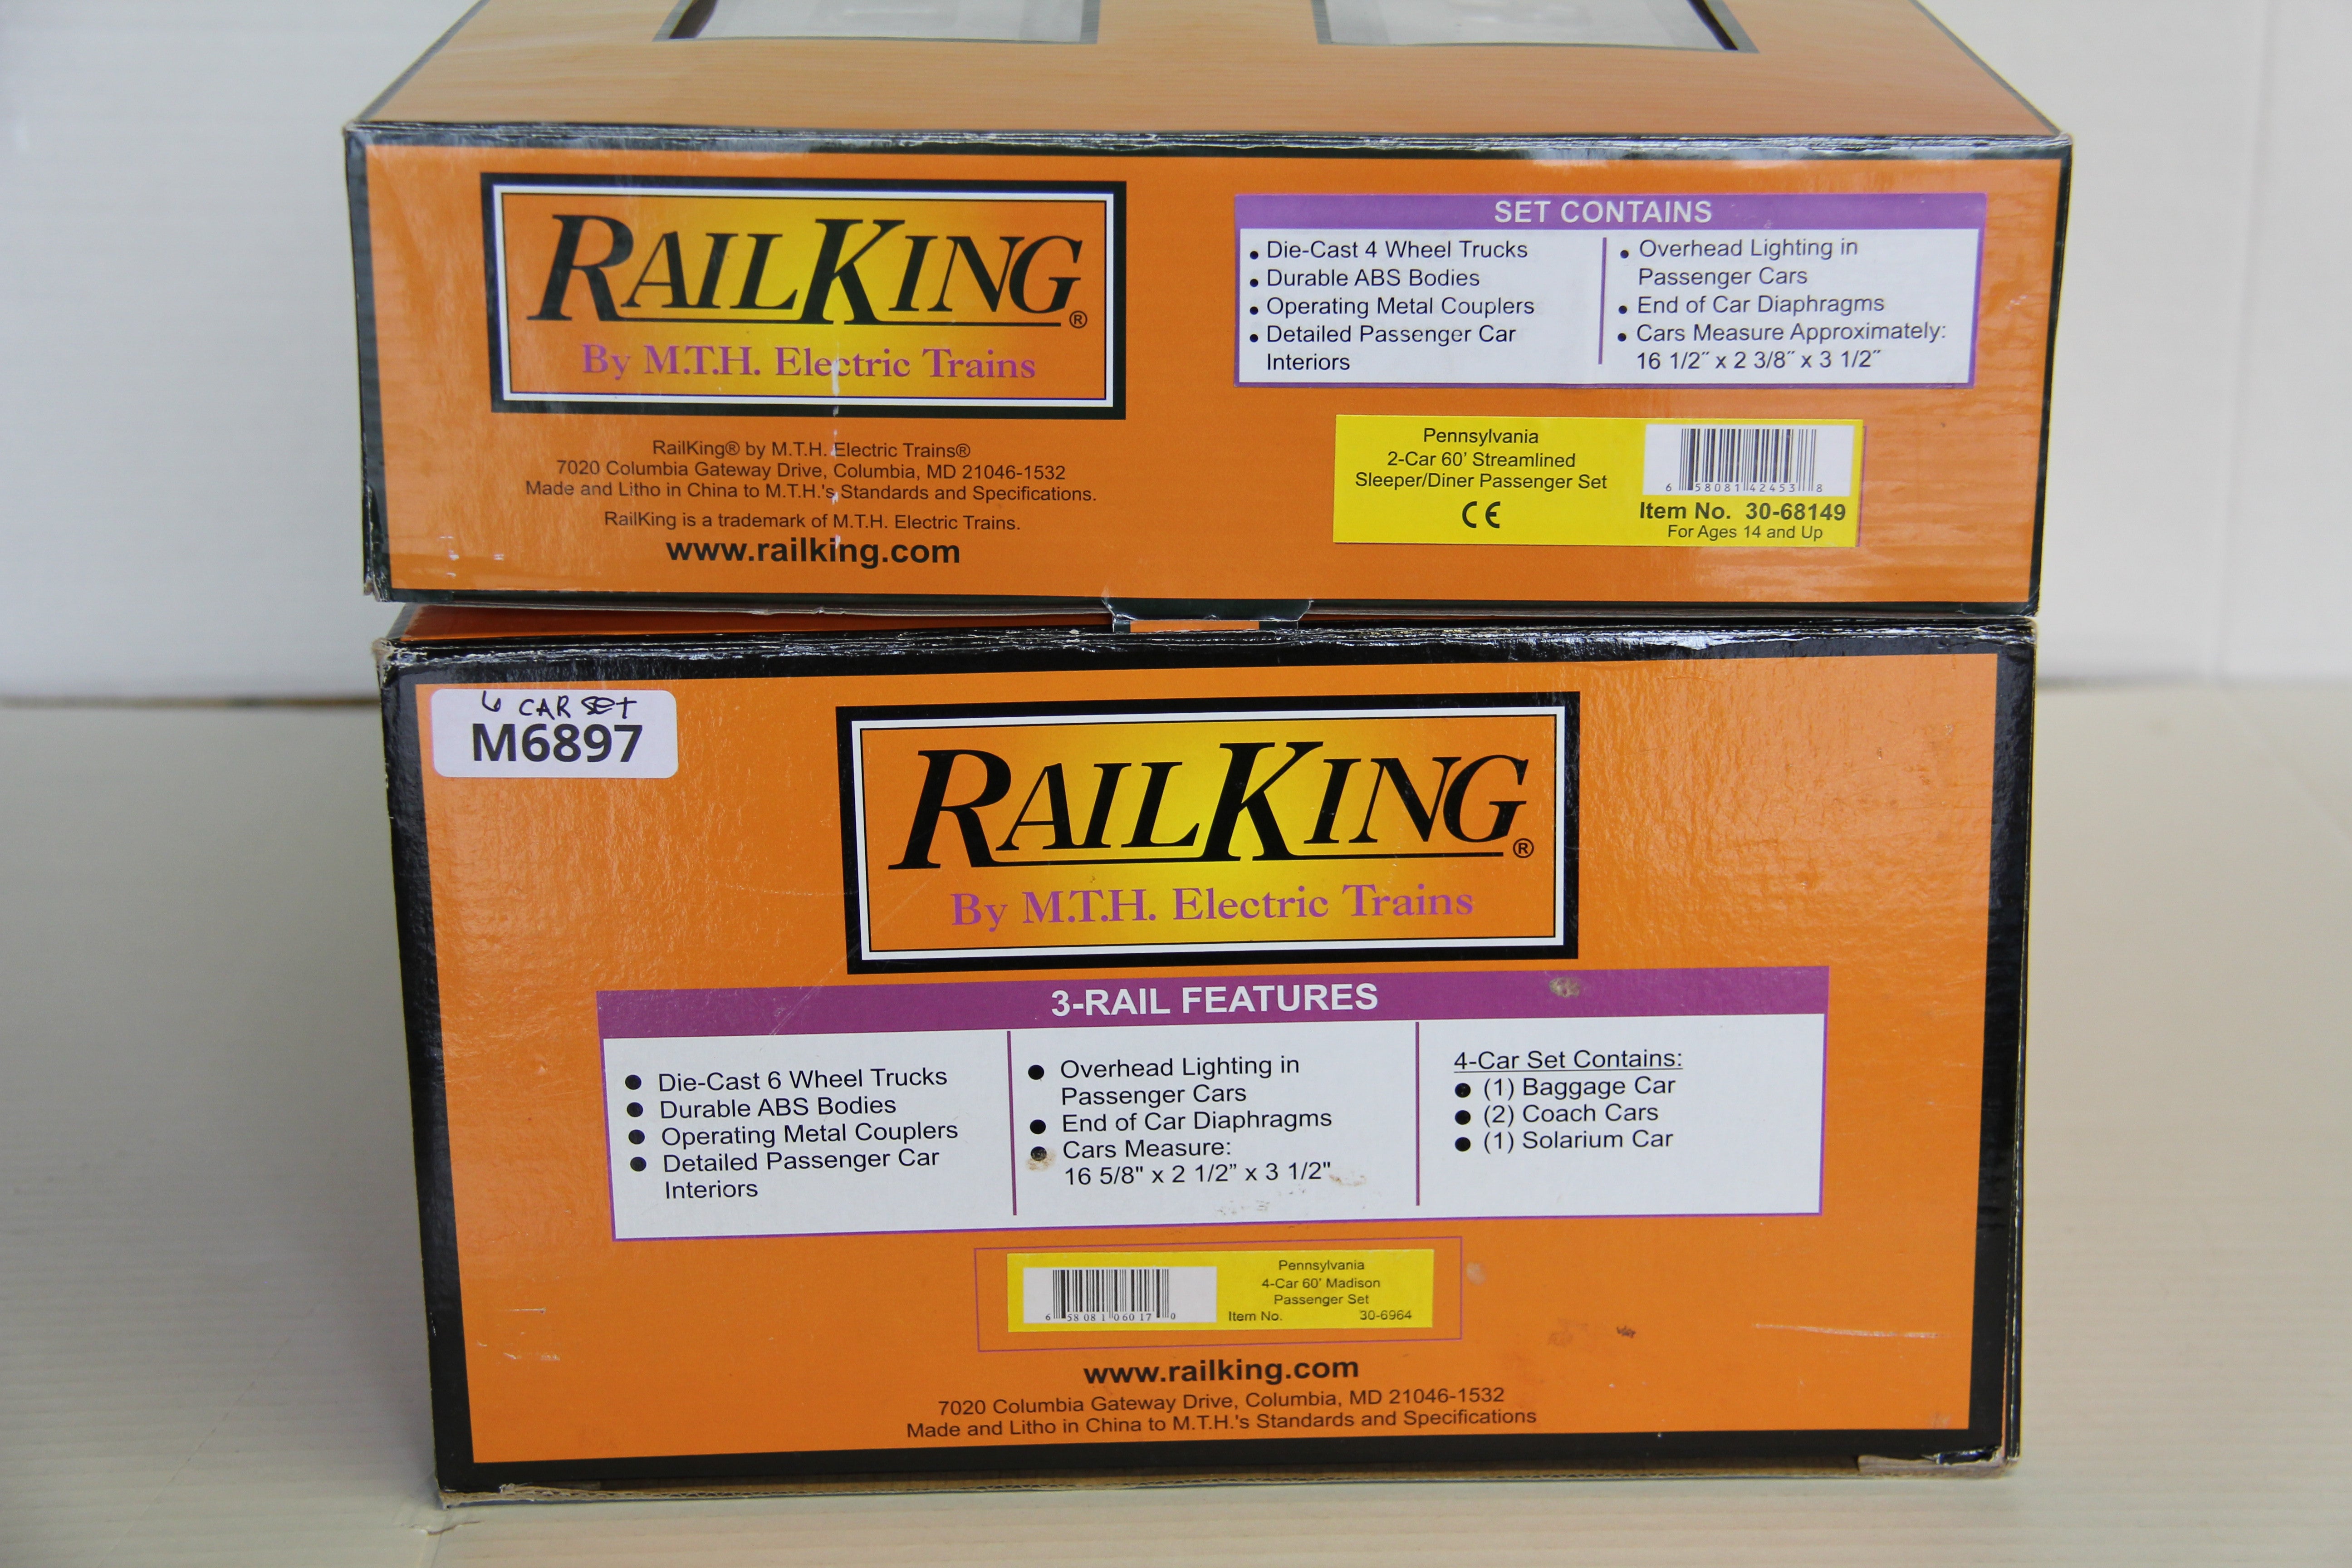 RAILKING®
By M.T.H. Electric Trains
RailKing® by M.T.H. Electric Trains®
7020 Columbia Gateway Drive, Columbia, MD 21046-1532
Made and Litho in China to M.T.H.'s Standards and Specifications.
RailKing is a trademark of M.T.H. Electric Trains.
www.railking.com
SET CONTAINS
• Die-Cast 4 Wheel Trucks
• Durable ABS Bodies
• Operating Metal Couplers
• Detailed Passenger Car
Interiors
• Overhead Lighting in
Passenger Cars
• End of Car Diaphragms
• Cars Measure Approximately:
16 1/2″ x 2 3/8″ x 3 1/2″
Pennsylvania
2-Car 60' Streamlined
Sleeper/Diner Passenger Set
CE
6 58081 42453 8
Item No. 30-68149
For Ages 14 and Up
6 CAR SET
M6897
RAILKING®
By M.T.H. Electric Trains
3-RAIL FEATURES
• Die-Cast 6 Wheel Trucks
• Durable ABS Bodies
• Operating Metal Couplers
• Detailed Passenger Car
Interiors
• Overhead Lighting in
Passenger Cars
• End of Car Diaphragms
• Cars Measure:
16 5/8" x 2 1/2" x 3 1/2"
4-Car Set Contains:
• (1) Baggage Car
• (2) Coach Cars
• (1) Solarium Car
6 58081 06017 0
Pennsylvania
4-Car 60' Madison
Passenger Set
Item No. 30-6964
www.railking.com
7020 Columbia Gateway Drive, Columbia, MD 21046-1532
Made and Litho in China to M.T.H.'s Standards and Specifications